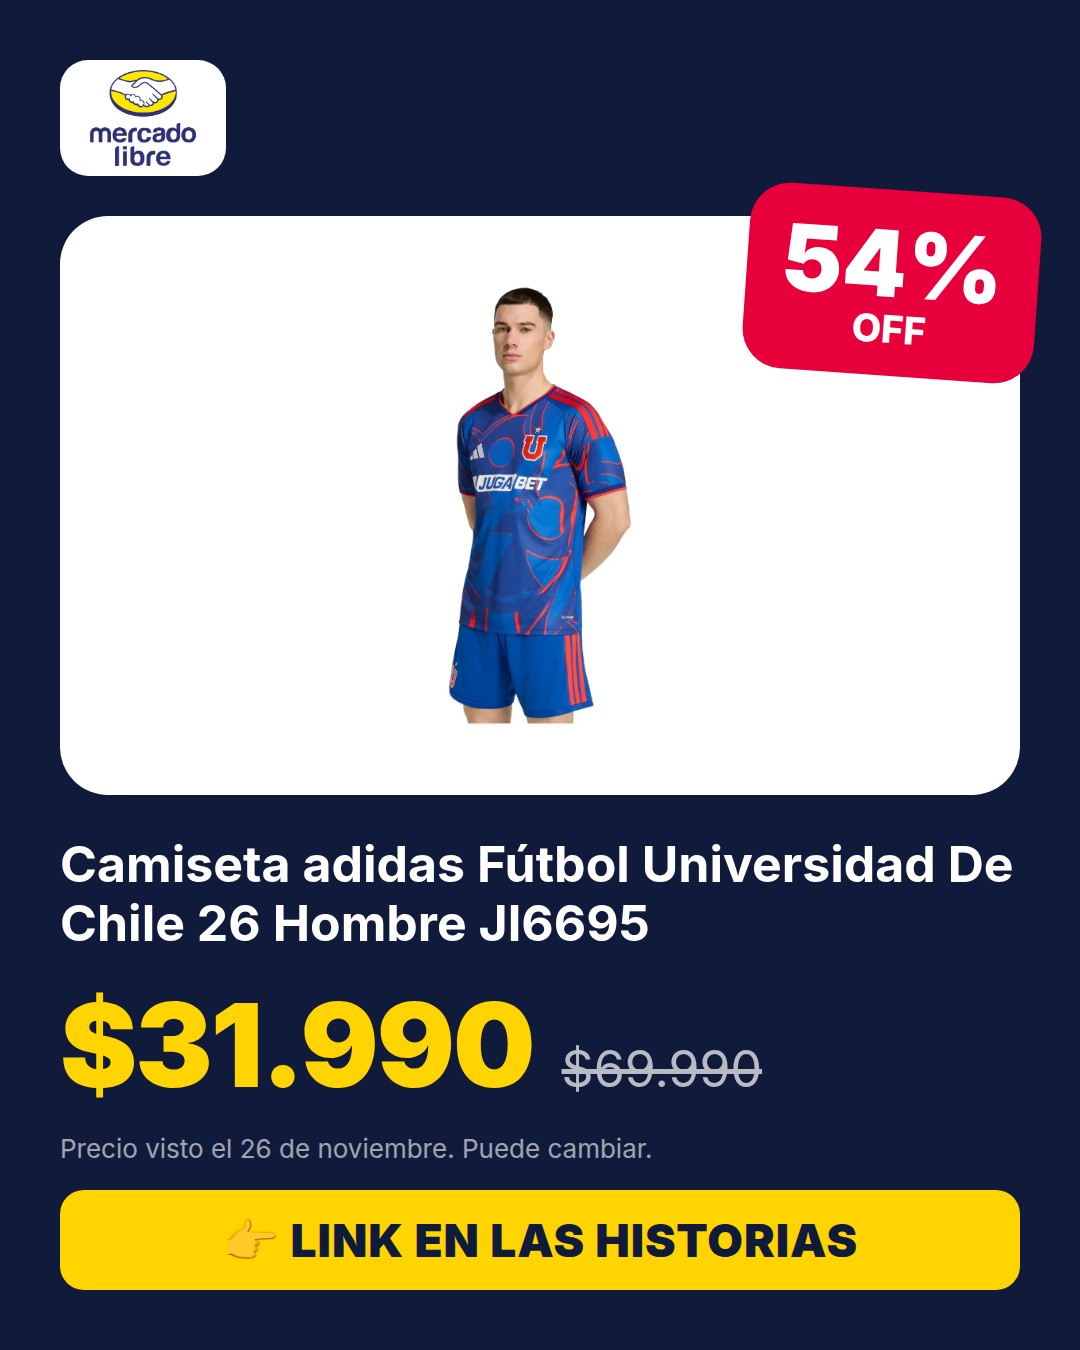 mercado
libre
54%
OFF
U
JUGABET
Camiseta adidas Fútbol Universidad De
Chile 26 Hombre Jl6695
$31.990 $69.990
Precio visto el 26 de noviembre. Puede cambiar.
👉 LINK EN LAS HISTORIAS